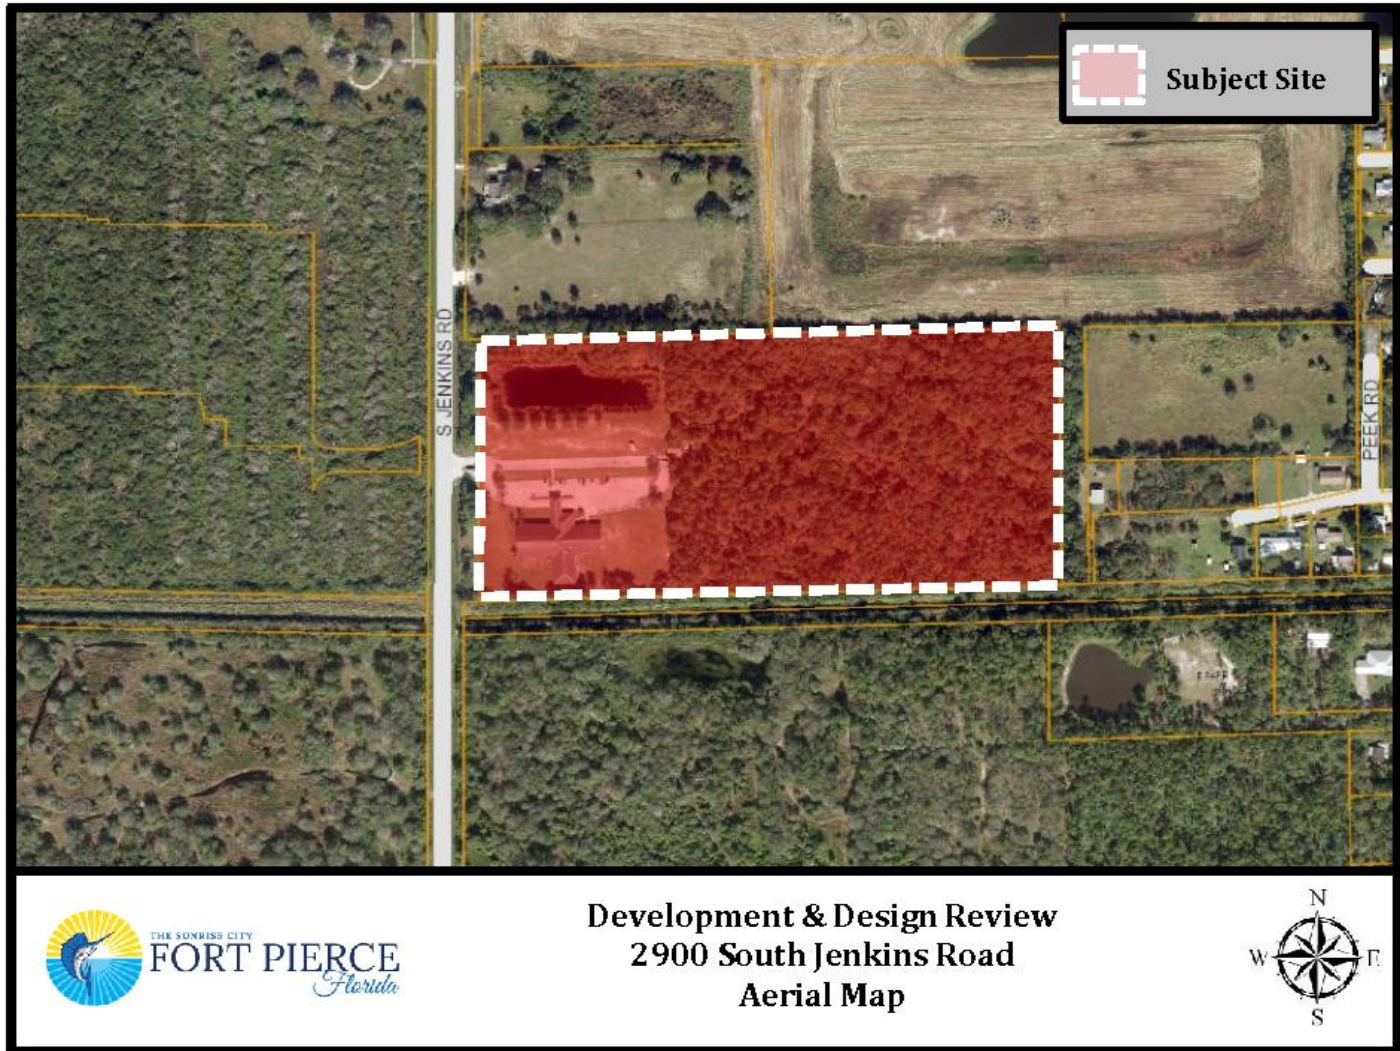 Subject Site
S JENKINS RD
PEEK RD
THE SUNRISE CITY
FORT PIERCE
Florida
Development & Design Review
2900 South Jenkins Road
Aerial Map
N
W
E
S